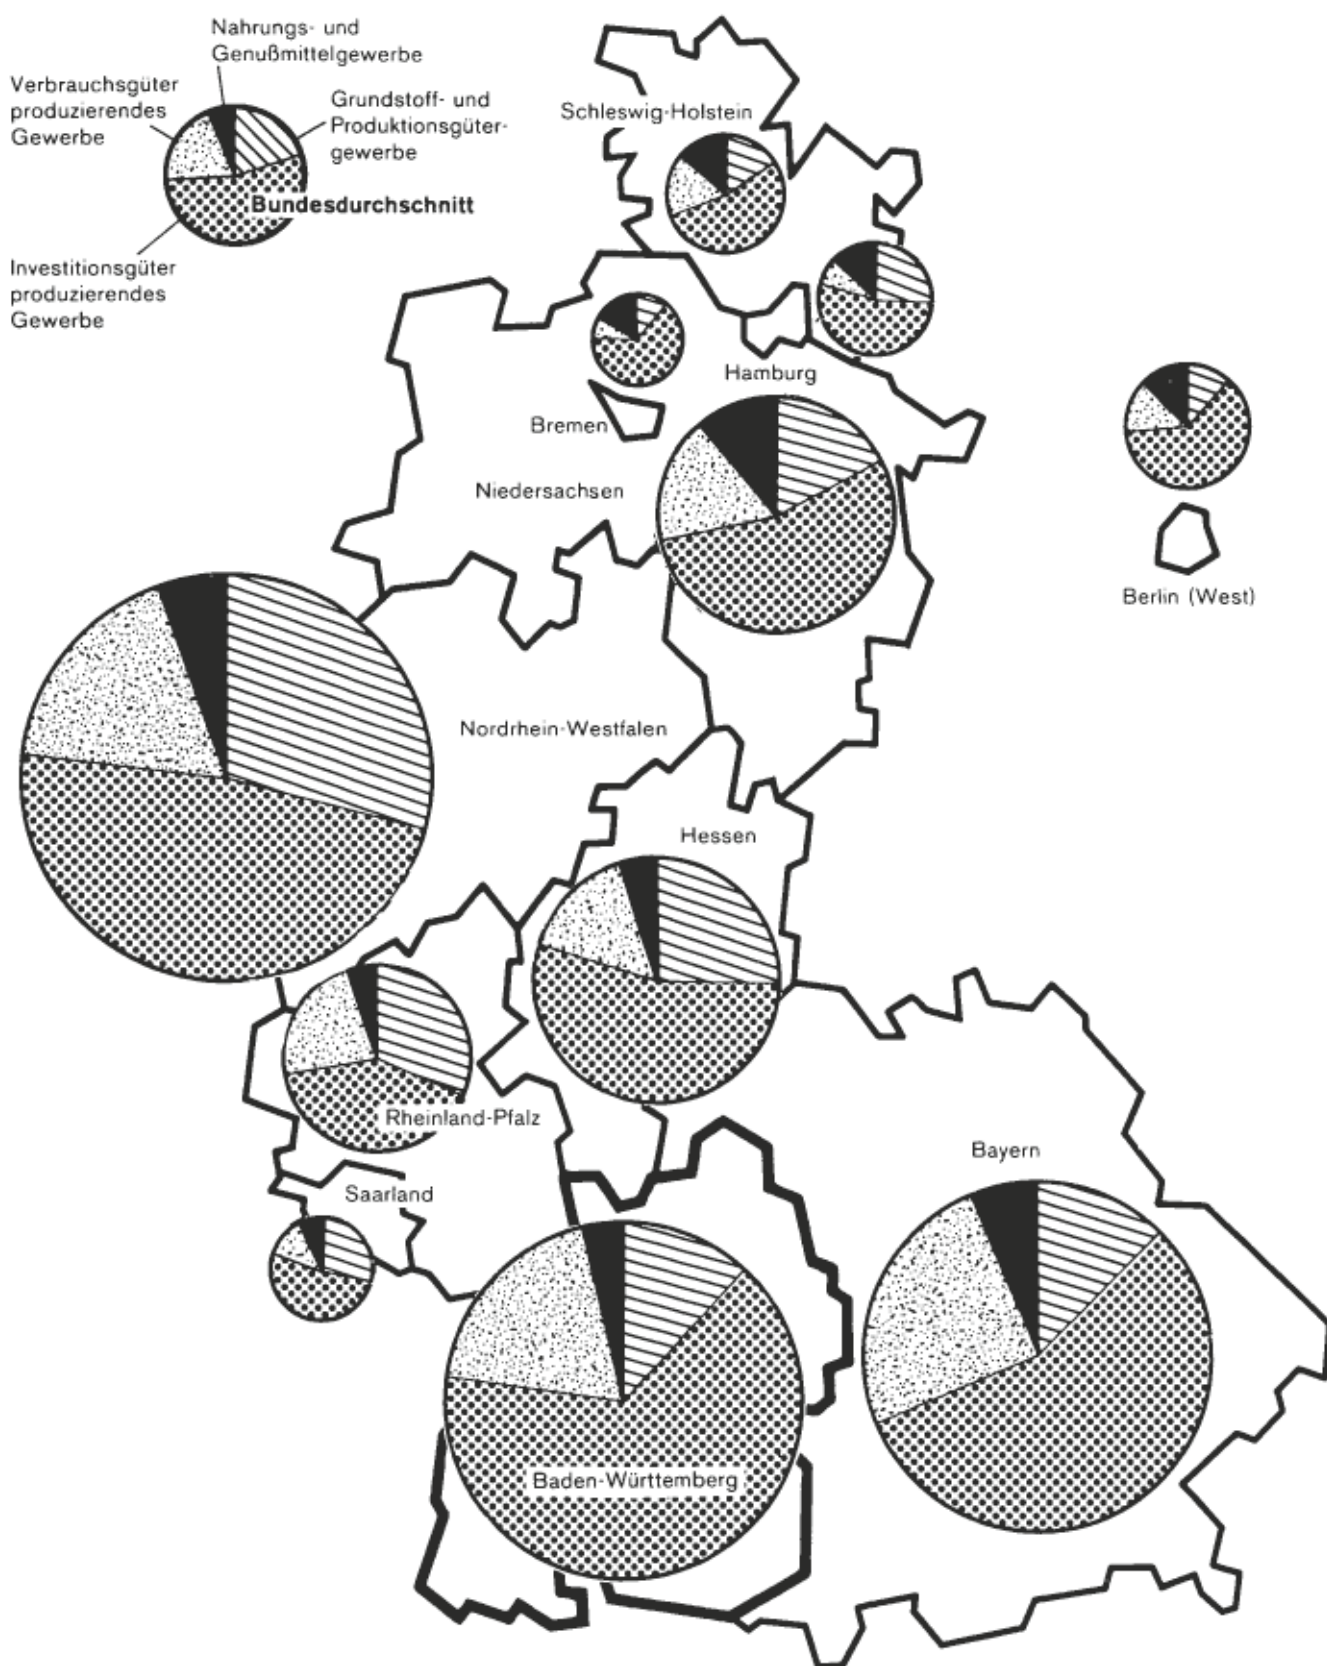 Nahrungs- und
Genußmittelgewerbe
Verbrauchsgüter
produzierendes
Gewerbe
Grundstoff- und
Produktionsgüter-
gewerbe
Bundesdurchschnitt
Investitionsgüter
produzierendes
Gewerbe
Schleswig-Holstein
Hamburg
Bremen
Niedersachsen
Berlin (West)
Nordrhein-Westfalen
Hessen
Rheinland-Pfalz
Bayern
Saarland
Baden-Württemberg